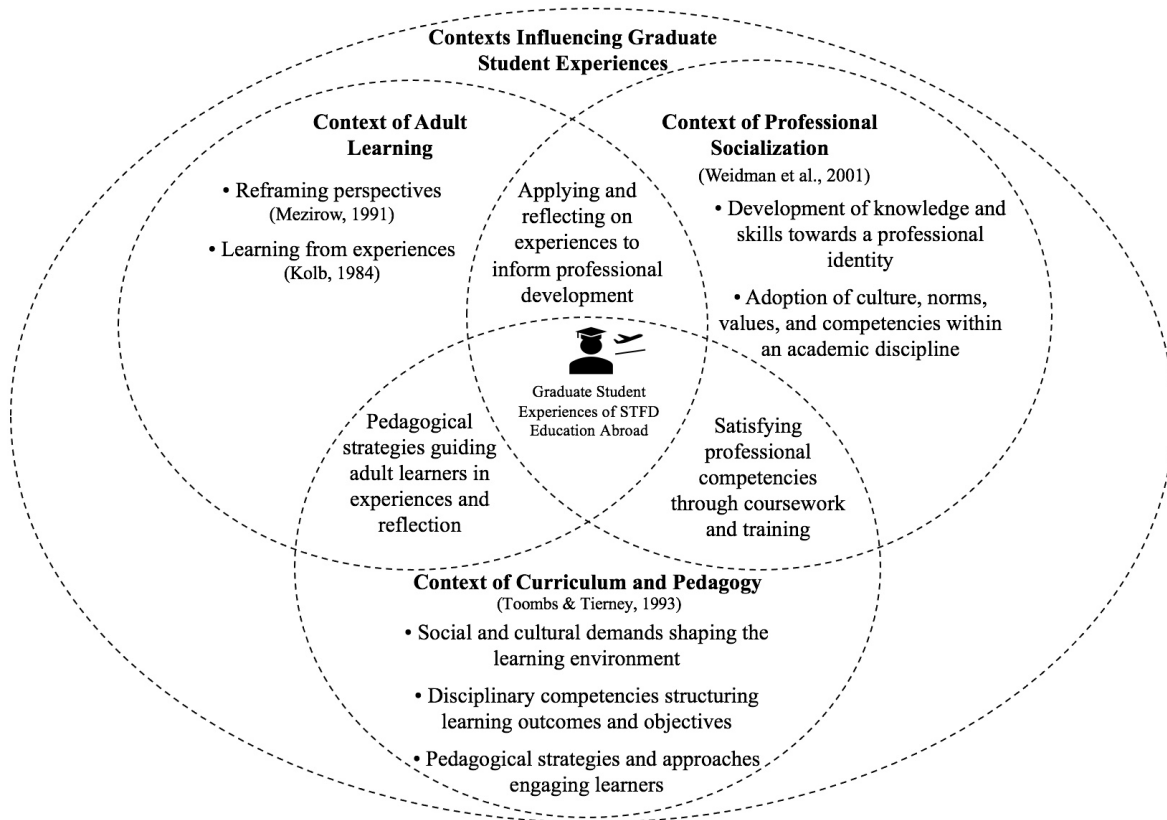 Contexts Influencing Graduate
Student Experiences
Context of Adult
Learning
• Reframing perspectives
(Mezirow, 1991)
• Learning from experiences
(Kolb, 1984)
Applying and
reflecting on
experiences to
inform professional
development
Context of Professional
Socialization
(Weidman et al., 2001)
• Development of knowledge and
skills towards a professional
identity
• Adoption of culture, norms,
values, and competencies within
an academic discipline
Graduate Student
Experiences of STFD
Education Abroad
Pedagogical
strategies guiding
adult learners in
experiences and
reflection
Satisfying
professional
competencies
through coursework
and training
Context of Curriculum and Pedagogy
(Toombs & Tierney, 1993)
• Social and cultural demands shaping the
learning environment
• Disciplinary competencies structuring
learning outcomes and objectives
• Pedagogical strategies and approaches
engaging learners